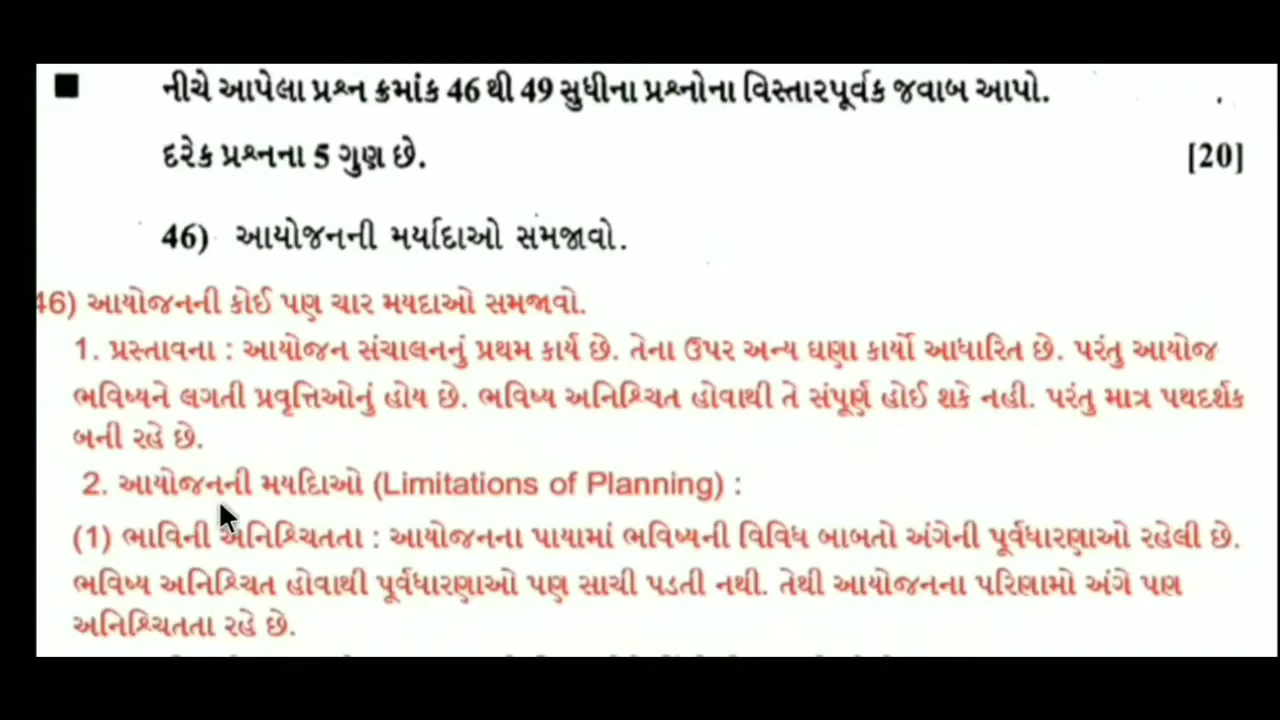 નીચે આપેલા પ્રશ્ન ક્રમાંક 46 થી 49 સુધીના પ્રશ્નોના વિસ્તારપૂર્વક જવાબ આપો.
દરેક પ્રશ્નના 5 ગુણ છે. [20]
46) આયોજનની મર્યાદાઓ સમજાવો.
46) આયોજનની કોઈ પણ ચાર મયદાઓ સમજાવો.
1. પ્રસ્તાવના : આયોજન સંચાલનનું પ્રથમ કાર્ય છે. તેના ઉપર અન્ય ઘણા કાર્યો આધારિત છે. પરંતુ આયોજ
ભવિષ્યને લગતી પ્રવૃત્તિઓનું હોય છે. ભવિષ્ય અનિશ્ચિત હોવાથી તે સંપૂર્ણ હોઈ શકે નહી. પરંતુ માત્ર પથદર્શક
બની રહે છે.
2. આયોજનની મયદિાઓ (Limitations of Planning) :
(1) ભાવિની અનિશ્ચિતતા : આયોજનના પાયામાં ભવિષ્યની વિવિધ બાબતો અંગેની પૂર્વધારણાઓ રહેલી છે.
ભવિષ્ય અનિશ્ચિત હોવાથી પૂર્વધારણાઓ પણ સાચી પડતી નથી. તેથી આયોજનના પરિણામો અંગે પણ
અનિશ્ચિતતા રહે છે.